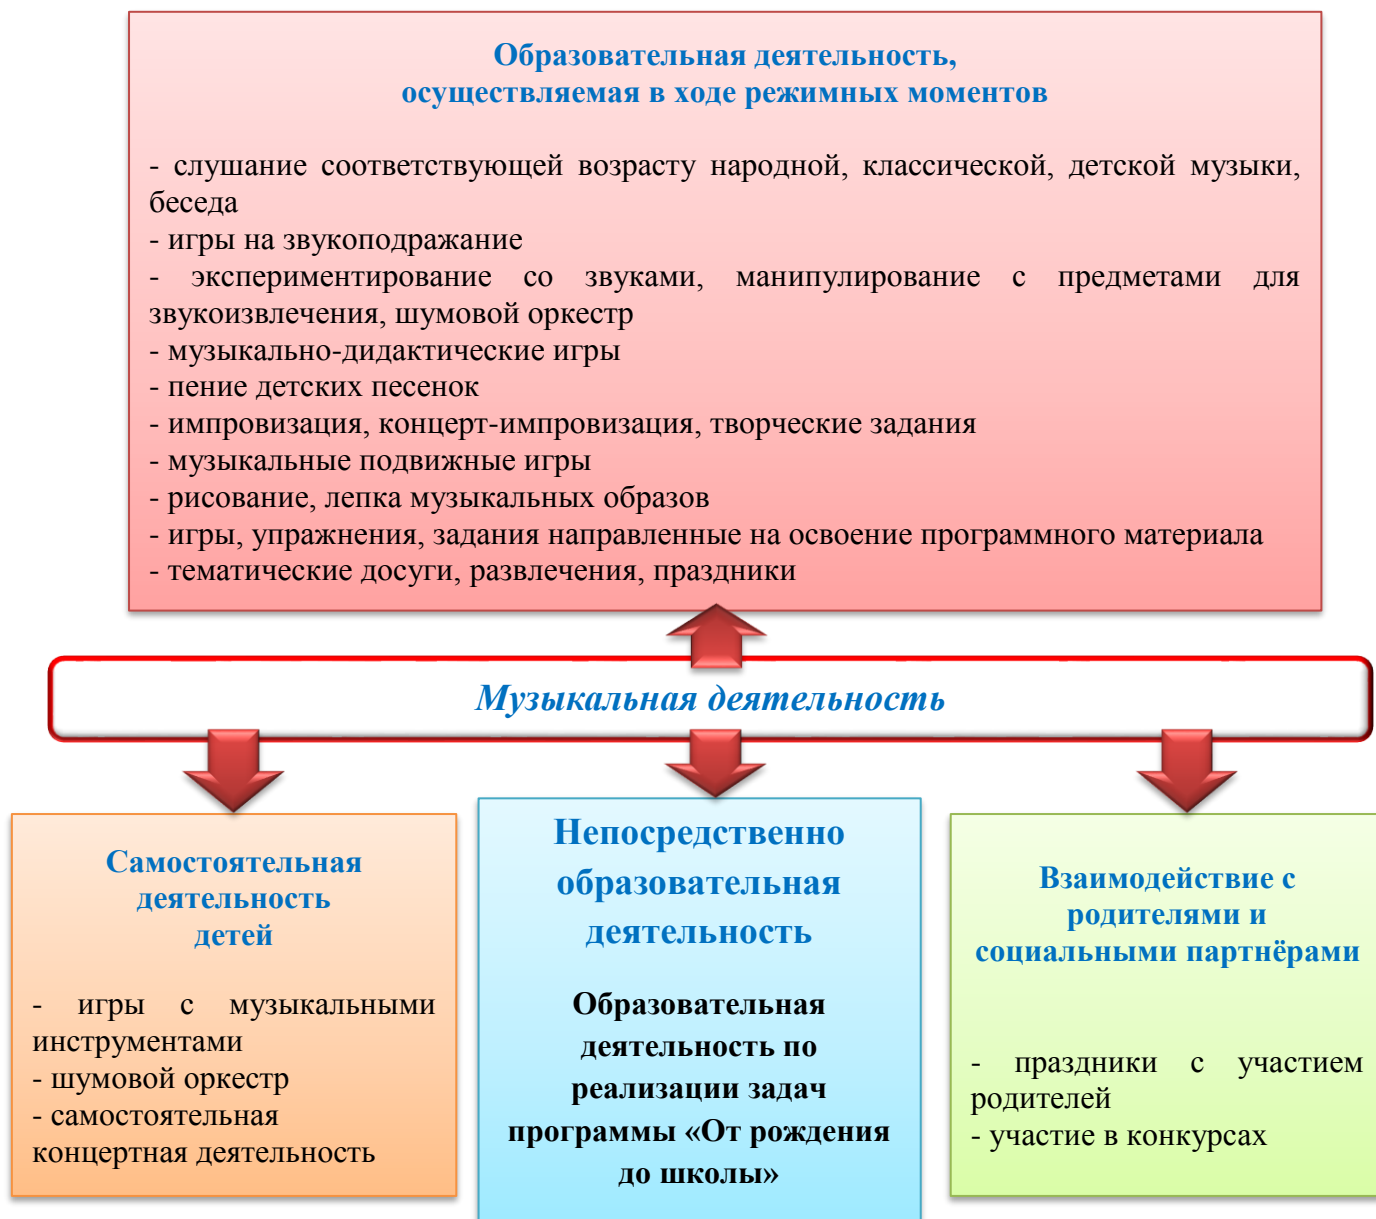 Образовательная деятельность,
осуществляемая в ходе режимных моментов
- слушание соответствующей возрасту народной, классической, детской музыки,
беседа
- игры на звукоподражание
- экспериментирование со звуками, манипулирование с предметами для
звукоизвлечения, шумовой оркестр
- музыкально-дидактические игры
- пение детских песенок
- импровизация, концерт-импровизация, творческие задания
- музыкальные подвижные игры
- рисование, лепка музыкальных образов
- игры, упражнения, задания направленные на освоение программного материала
- тематические досуги, развлечения, праздники
Музыкальная деятельность
Самостоятельная
деятельность
детей
- игры с музыкальными
инструментами
- шумовой оркестр
- самостоятельная
концертная деятельность
Непосредственно
образовательная
деятельность
Образовательная
деятельность по
реализации задач
программы «От рождения
до школы»
Взаимодействие с
родителями и
социальными партнёрами
- праздники с участием
родителей
- участие в конкурсах